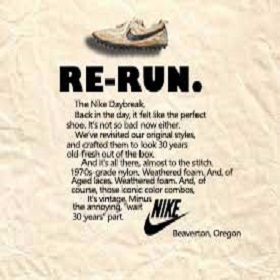 RE-RUN.
The Nike Daybreak.
Back in the day, it felt like the perfect
shoe. It's not so bad now either.
We've revisited our original styles,
and crafted them to look 30 years
old fresh out of the box.
And it's all there, almost to the stitch.
1970s-grade nylon. Weathered foam. And, of
Aged laces. Weathered foam. And, of
course, those iconic color combos.
It's vintage. Minus
the annoying, "wait
30 years" part.
NIKE
Beaverton, Oregon